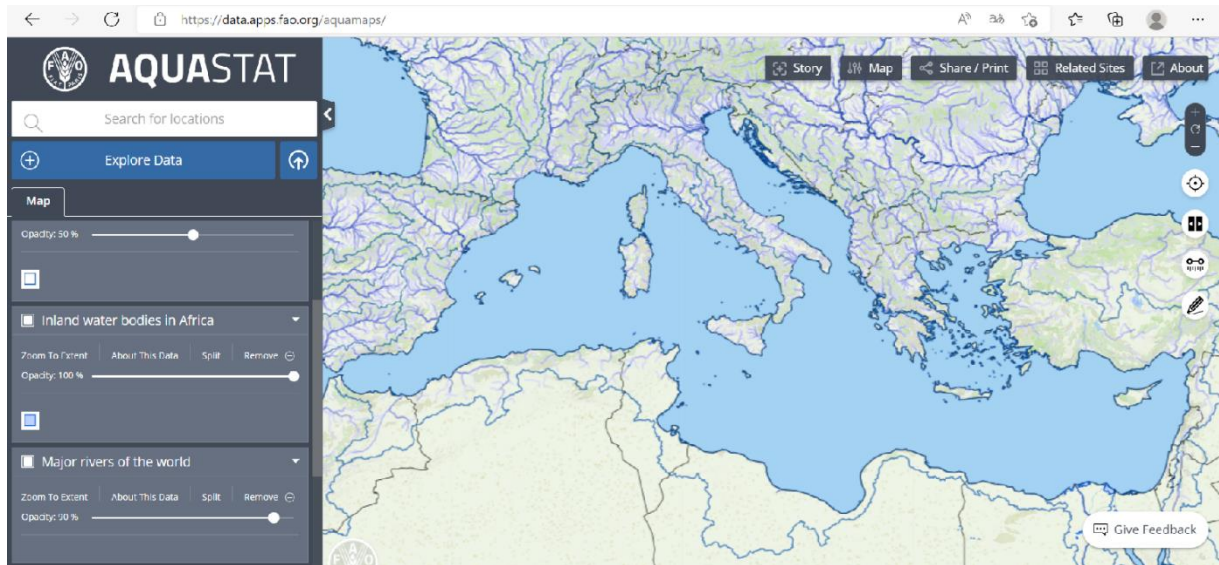 https://data.apps.fao.org/aquamaps/
AQUASTAT
Search for locations
Explore Data
Map
Opacity: 50 %
Inland water bodies in Africa
Zoom To Extent About This Data Split Remove
Opacity: 100 %
Major rivers of the world
Zoom To Extent About This Data Split Remove
Opacity: 90 %
Story Map Share / Print Related Sites About
Give Feedback